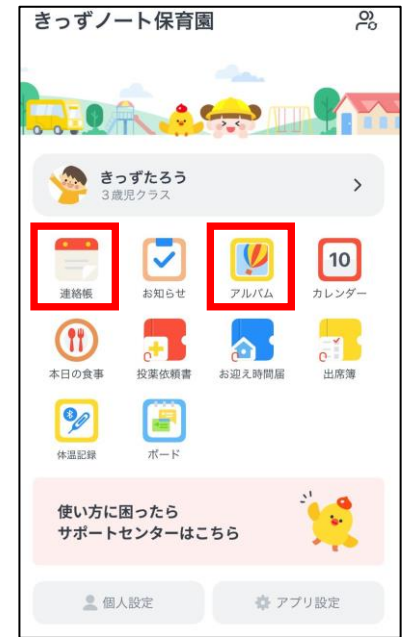 きっずノート保育園
きっずたろう
3歳児クラス
連絡帳 お知らせ アルバム 10 カレンダー
本日の食事 投薬依頼書 お迎え時間届 出席簿
体温記録 ボード
使い方に困ったら
サポートセンターはこちら
個人設定 アプリ設定